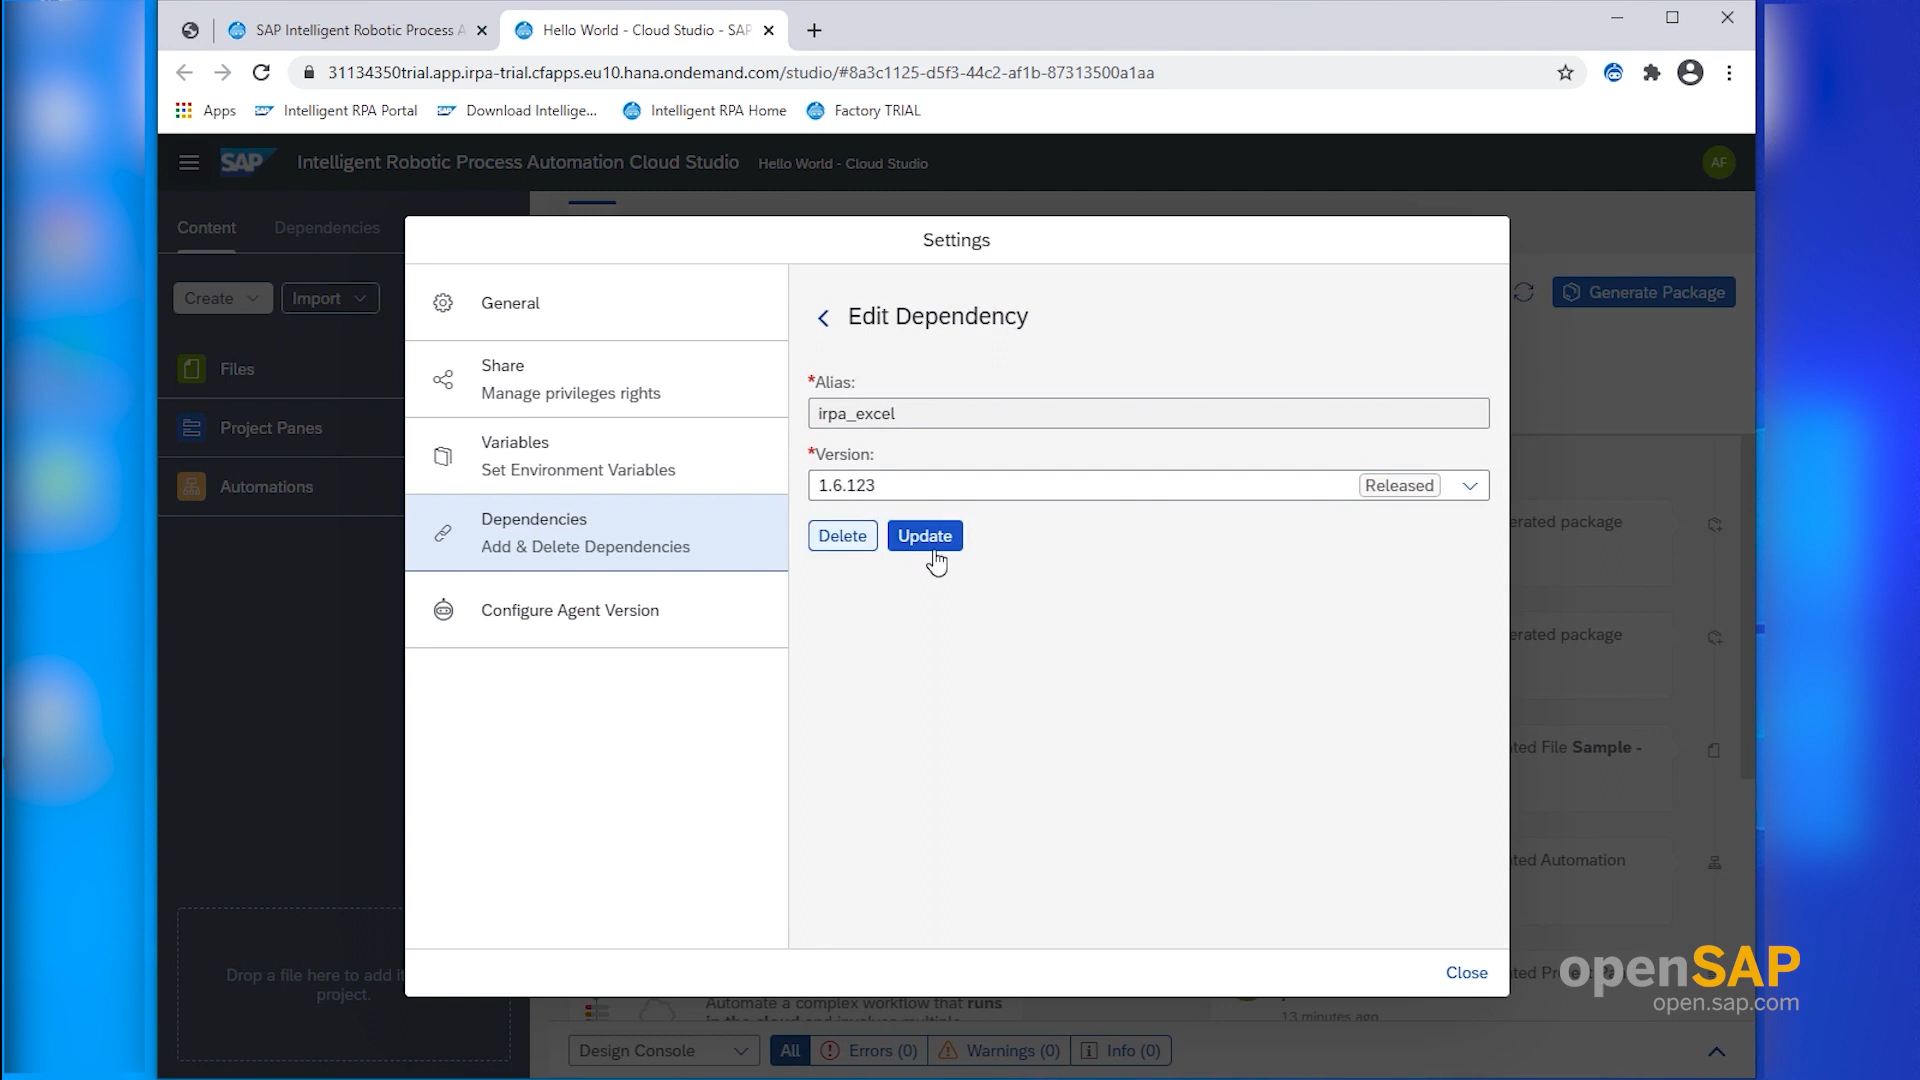 SAP Intelligent Robotic Process A
Hello World - Cloud Studio - SAP
31134350trial.app.irpa-trial.cfapps.eu10.hana.ondemand.com/studio/#8a3c1125-d5f3-44c2-af1b-87313500a1aa
Apps
Intelligent RPA Portal
Download Intellige...
Intelligent RPA Home
Factory TRIAL
SAP
Intelligent Robotic Process Automation Cloud Studio
Hello World - Cloud Studio
AF
Content
Dependencies
Create
Import
Generate Package
Files
Project Panes
Automations
Settings
General
Share
Manage privileges rights
Variables
Set Environment Variables
Dependencies
Add & Delete Dependencies
Configure Agent Version
Edit Dependency
*Alias:
irpa_excel
*Version:
1.6.123
Released
Delete
Update
Close
erated package
erated package
ted File Sample -
ted Automation
Drop a file here to add i
project.
Automate a complex workflow that runs
13 minutes ago
Design Console
All
Errors (0)
Warnings (0)
Info (0)
openSAP
open.sap.com